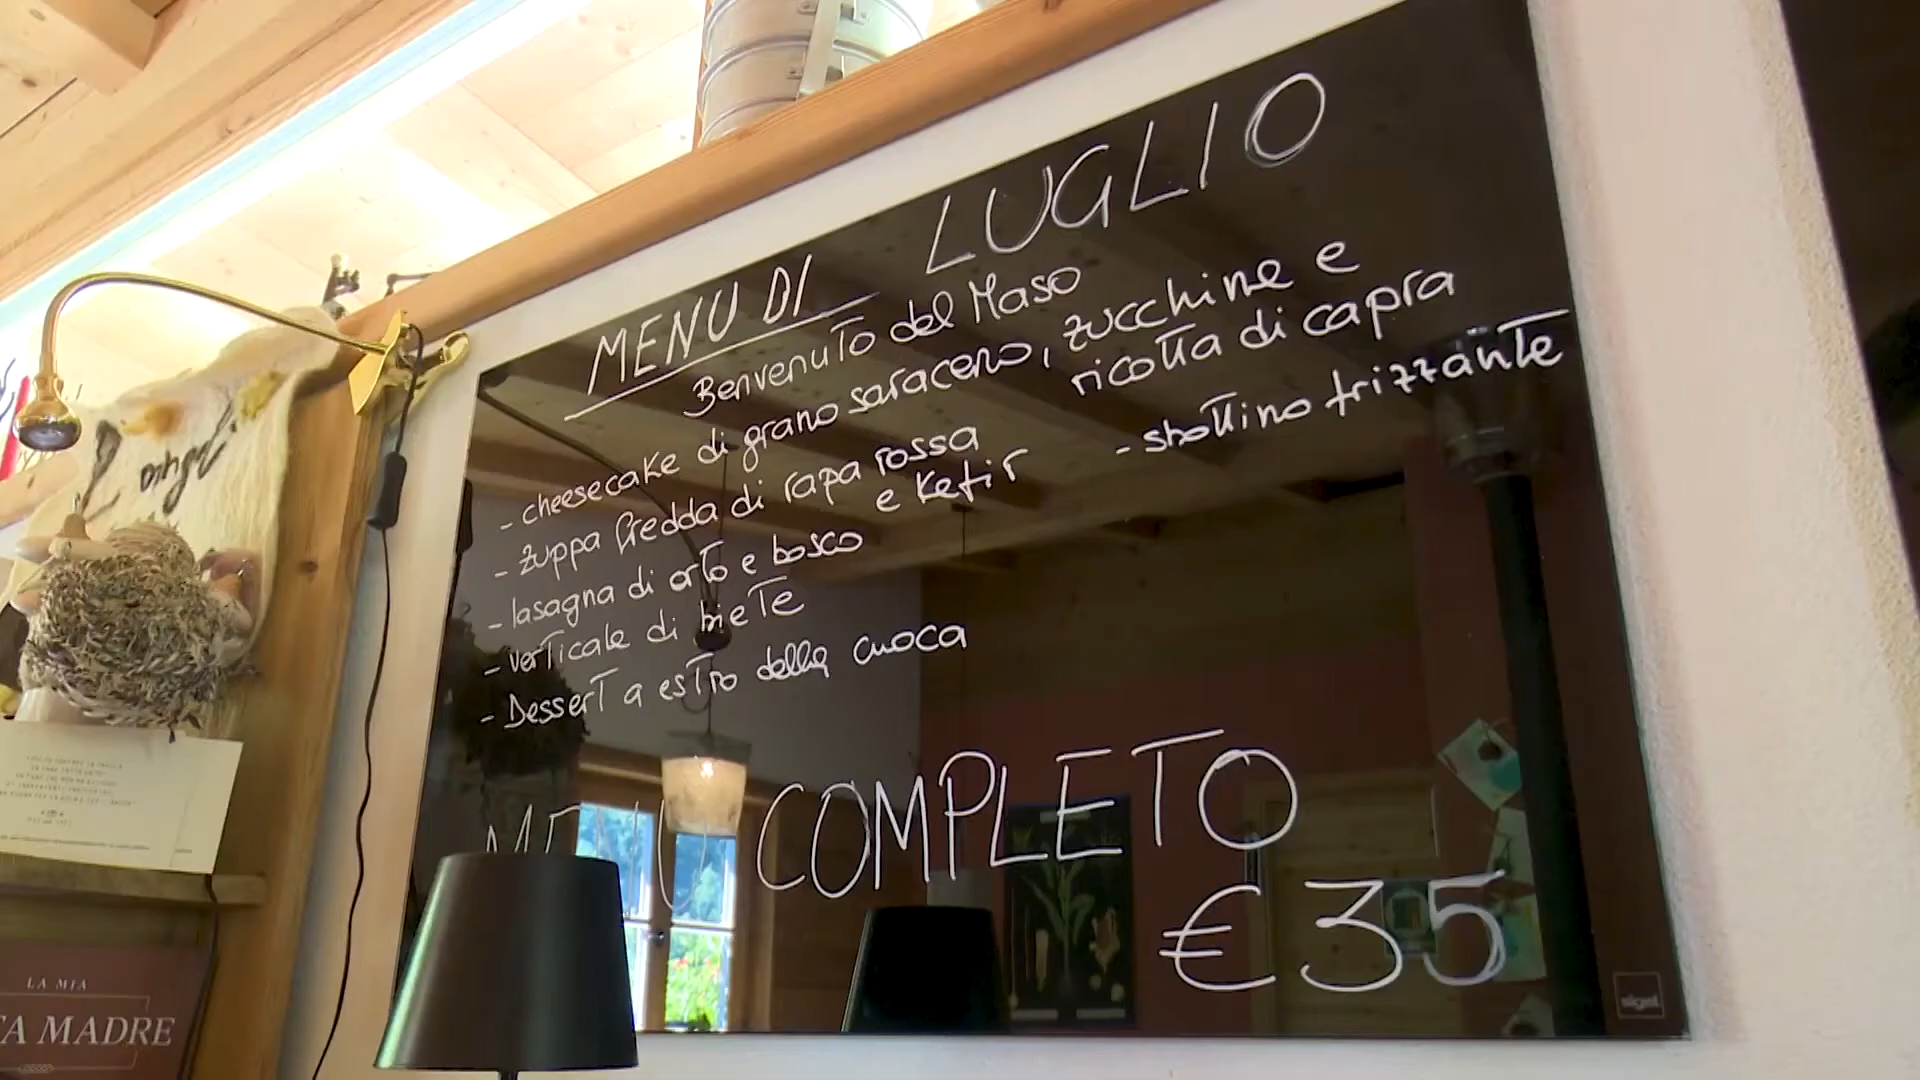 MENU DI LUGLIO
Benvenuto del Maso
- cheesecake di grano saraceno, zucchine e
ricotta di capra
- zuppa fredda di rapa rossa
e Kefir
- sbottino frizzante
- lasagna di orto e bosco
- verticale di biete
- Dessert a estro della cuoca
MENU COMPLETO
€ 35
sigel
LA MIA
TA MADRE